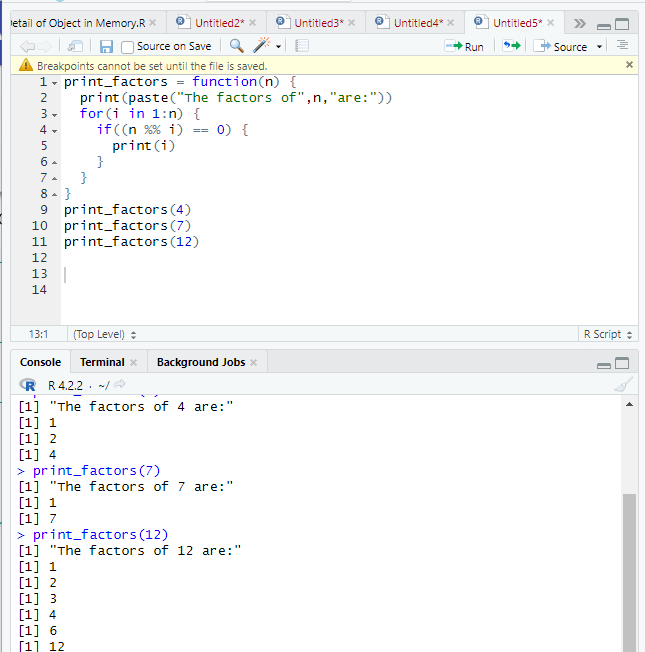 etail of Object in Memory.R × Untitled2* × Untitled3* × Untitled4* × Untitled5* ×
Source on Save Run Source
Breakpoints cannot be set until the file is saved. ×
1 print_factors = function(n) {
2 print(paste("The factors of",n,"are:"))
3 for(i in 1:n) {
4 if((n %% i) == 0) {
5 print(i)
6 }
7 }
8 }
9 print_factors(4)
10 print_factors(7)
11 print_factors(12)
12
13
14
13:1 (Top Level) R Script
Console Terminal × Background Jobs ×
R R 4.2.2 · ~/
[1] "The factors of 4 are:"
[1] 1
[1] 2
[1] 4
> print_factors(7)
[1] "The factors of 7 are:"
[1] 1
[1] 7
> print_factors(12)
[1] "The factors of 12 are:"
[1] 1
[1] 2
[1] 3
[1] 4
[1] 6
[1] 12